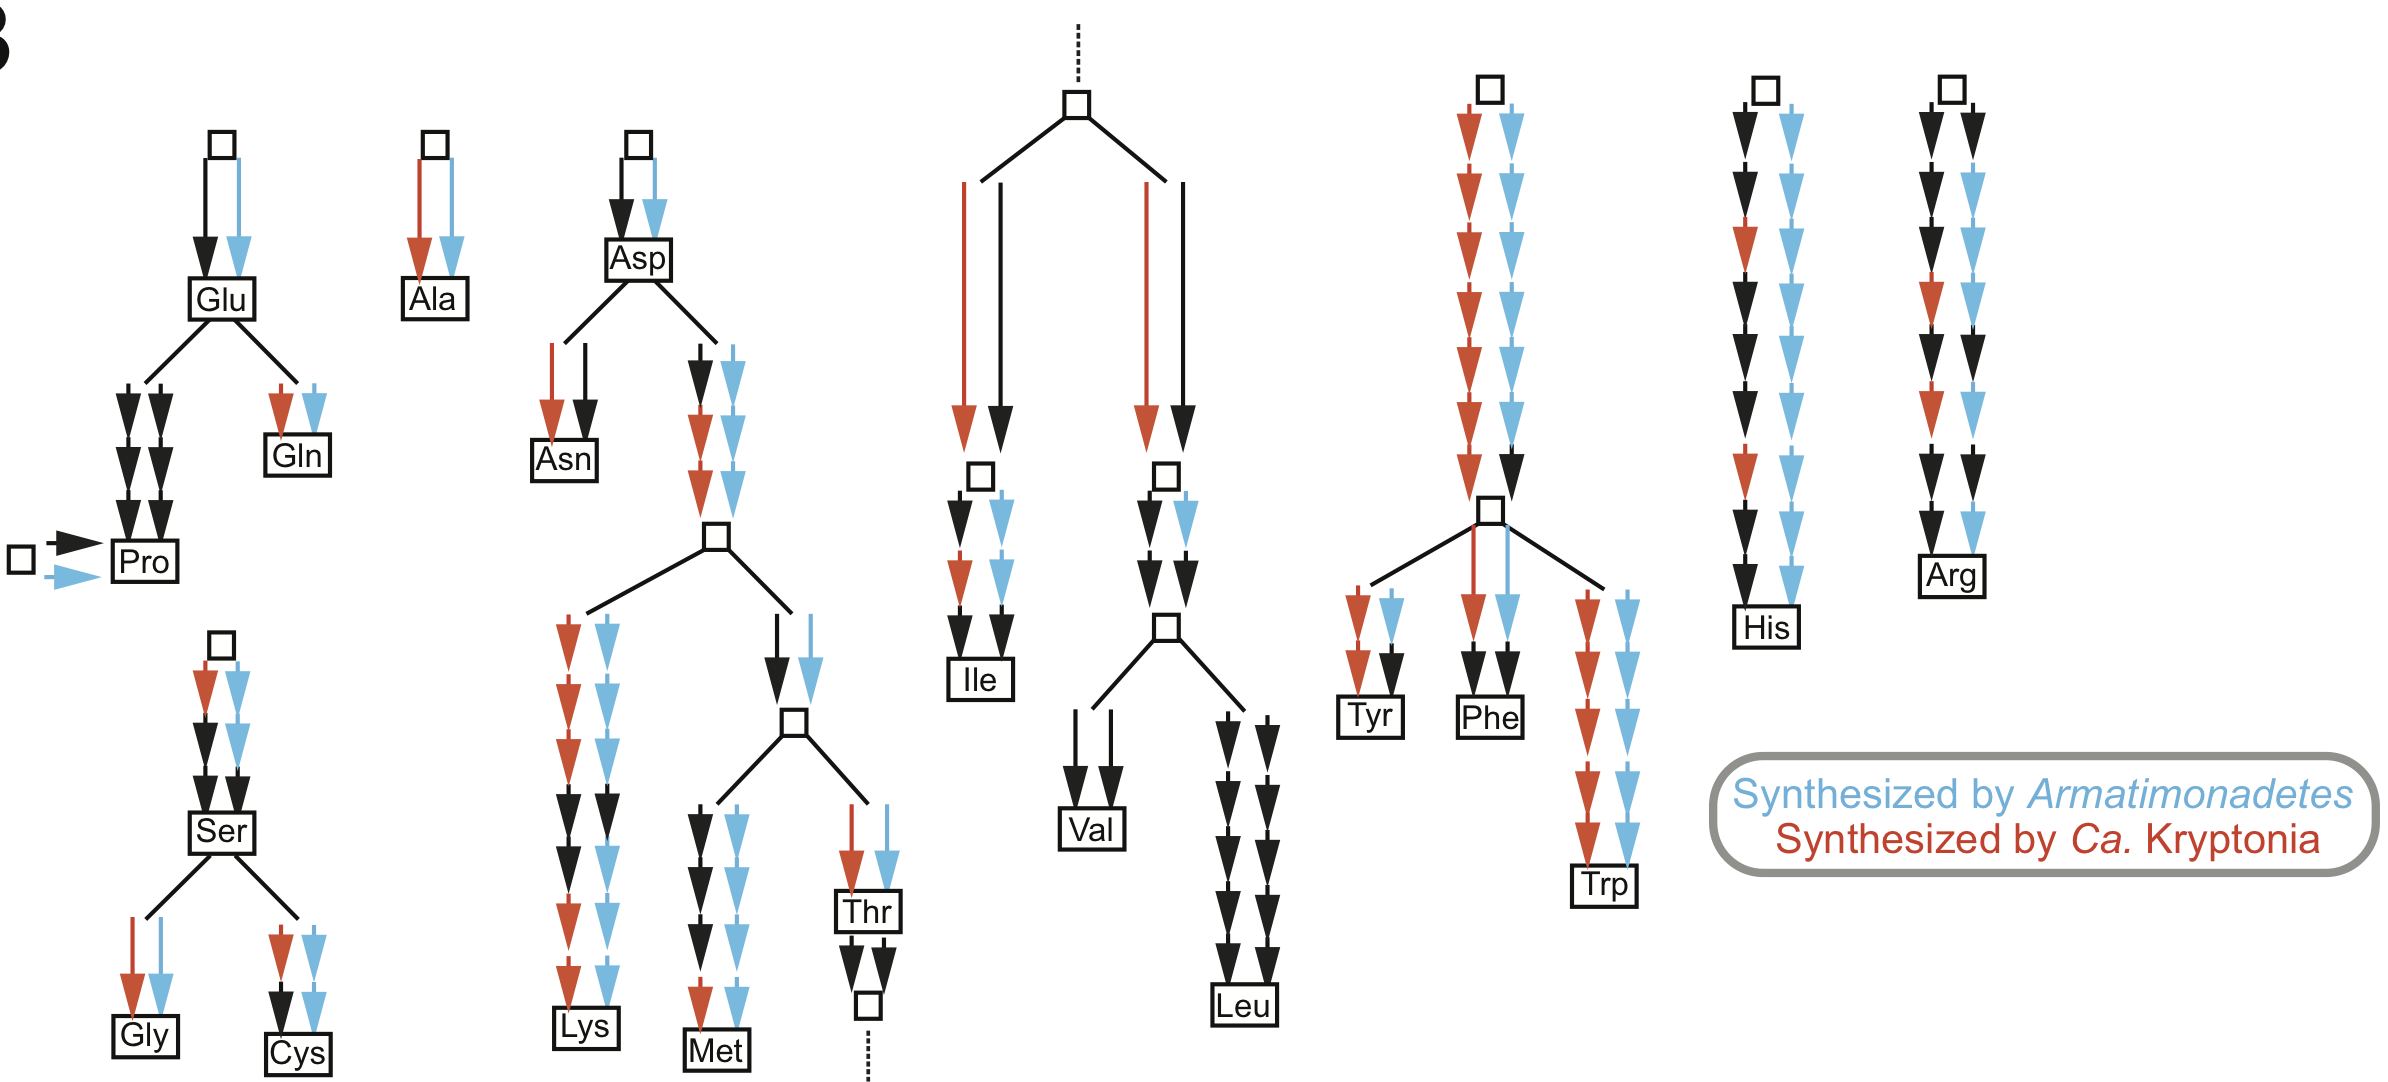 B
Glu
Ala
Asp
Gln
Asn
Pro
Ser
Gly
Cys
Lys
Met
Thr
Ile
Val
Leu
Tyr
Phe
Trp
His
Arg
Synthesized by Armatimonadetes
Synthesized by Ca. Kryptonia